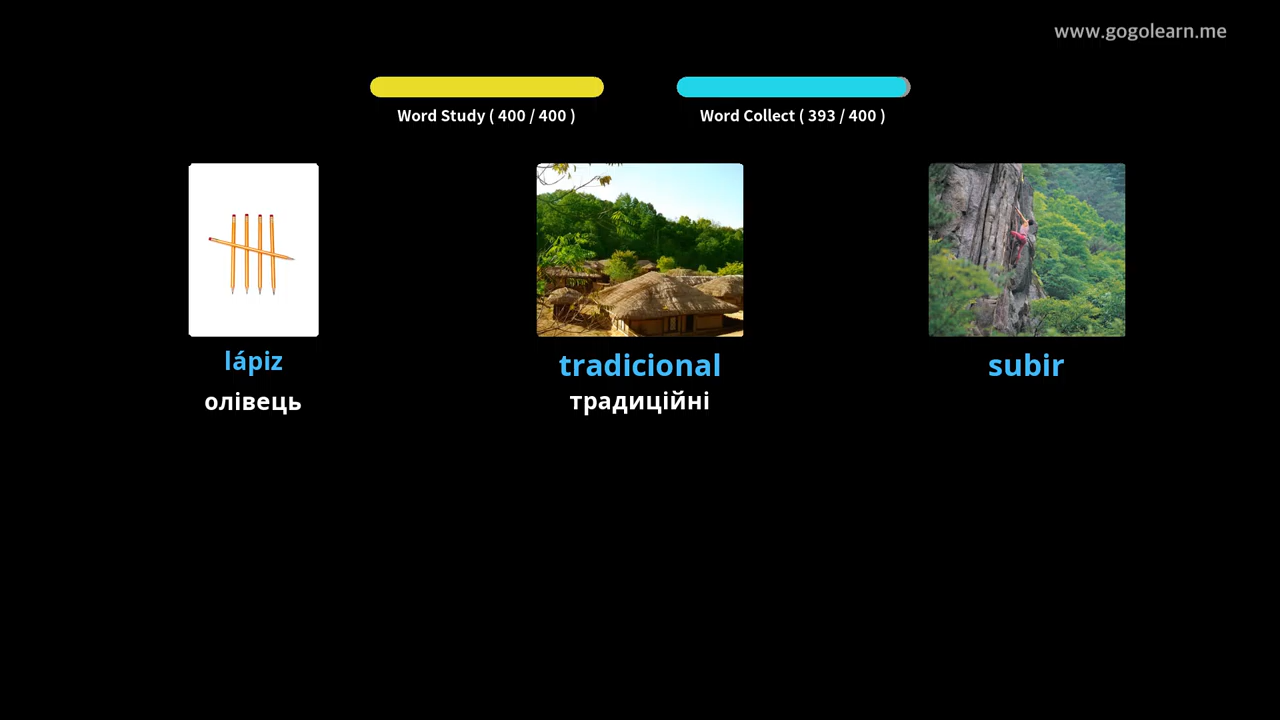 www.gogolearn.me
Word Study ( 400 / 400 )
Word Collect ( 393 / 400 )
lápiz
tradicional
subir
олівець
традиційні